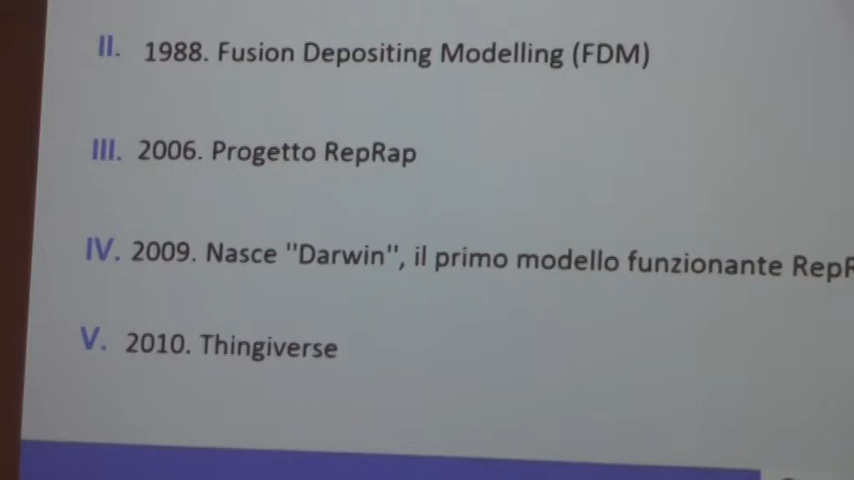 II. 1988. Fusion Depositing Modelling (FDM)
III. 2006. Progetto RepRap
IV. 2009. Nasce "Darwin", il primo modello funzionante
V. 2010. Thingiverse